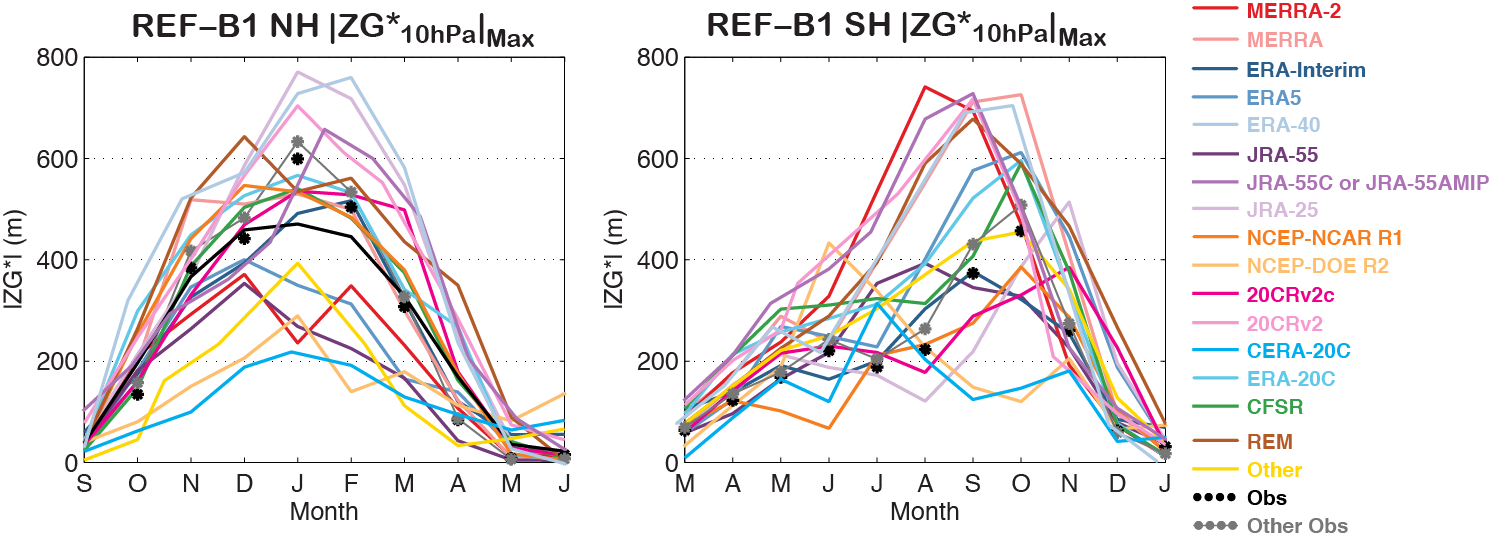 REF–B1 NH |ZG*10hPa|Max
800
600
400
200
0
|ZG*| (m)
S O N D J F M A M J
Month
REF–B1 SH |ZG*10hPa|Max
800
600
400
200
0
|ZG*| (m)
M A M J J A S O N D J
Month
MERRA-2
MERRA
ERA-Interim
ERA5
ERA-40
JRA-55
JRA-55C or JRA-55AMIP
JRA-25
NCEP-NCAR R1
NCEP-DOE R2
20CRv2c
20CRv2
CERA-20C
ERA-20C
CFSR
REM
Other
Obs
Other Obs